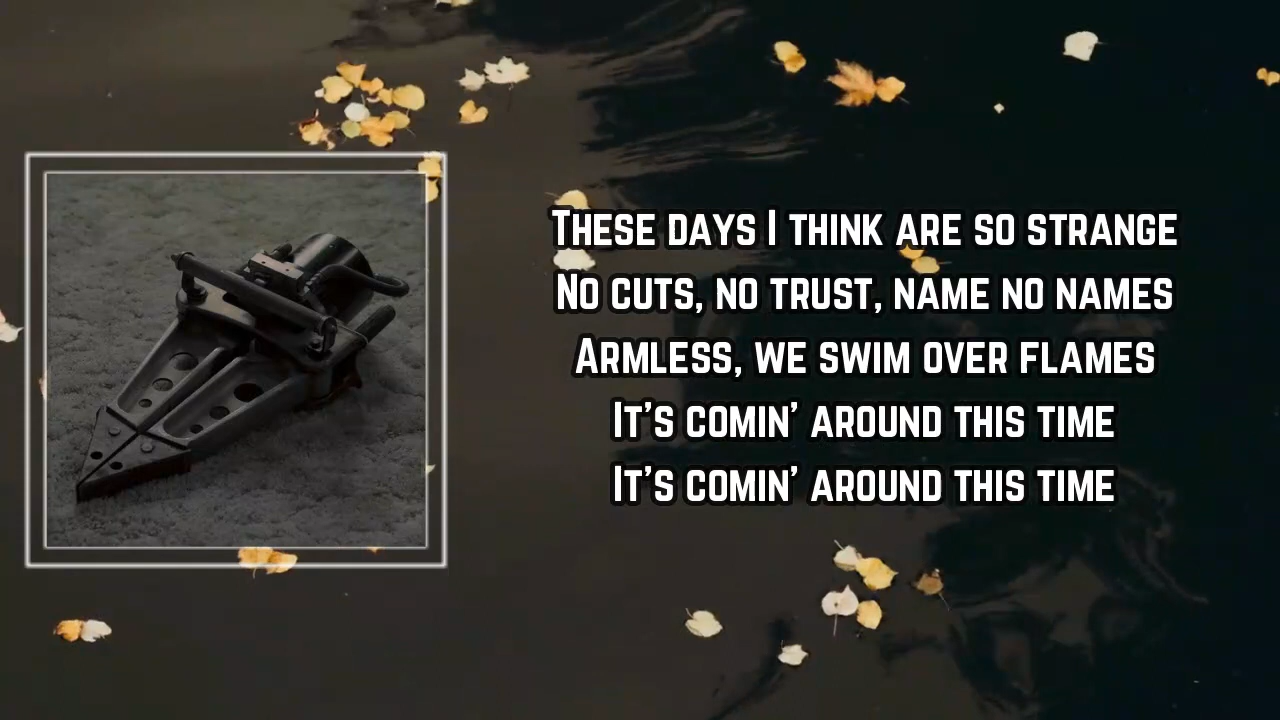 These days I think are so strange
No cuts, no trust, name no names
Armless, we swim over flames
It's comin' around this time
It's comin' around this time